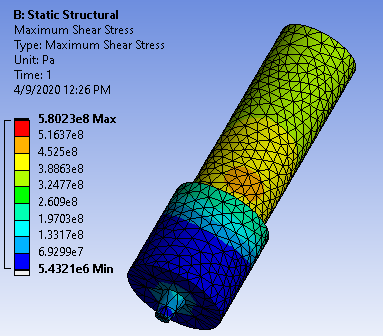 B: Static Structural
Maximum Shear Stress
Type: Maximum Shear Stress
Unit: Pa
Time: 1
4/9/2020 12:26 PM
5.8023e8 Max
5.1637e8
4.525e8
3.8863e8
3.2477e8
2.609e8
1.9703e8
1.3317e8
6.9299e7
5.4321e6 Min